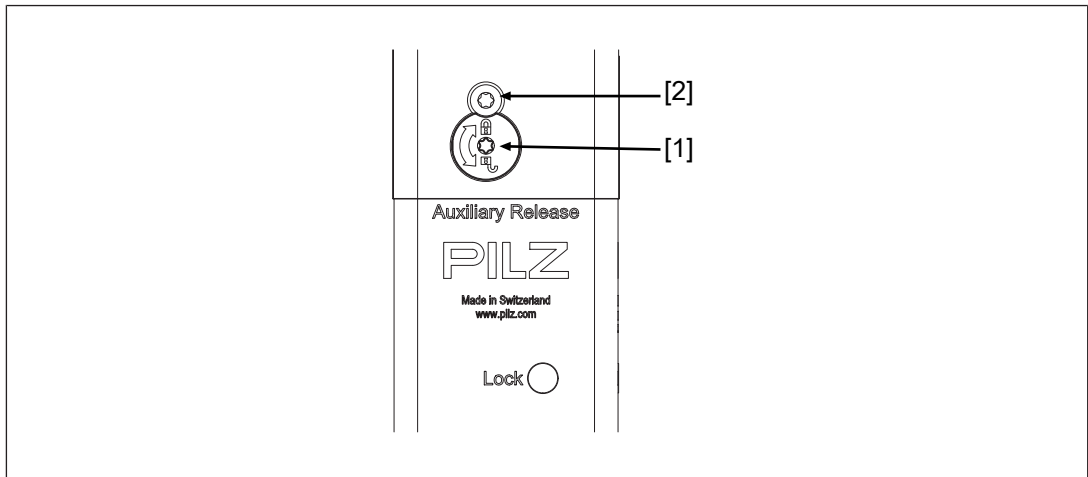 [2]
[1]
Auxiliary Release
PILZ
Made in Switzerland
www.pilz.com
Lock